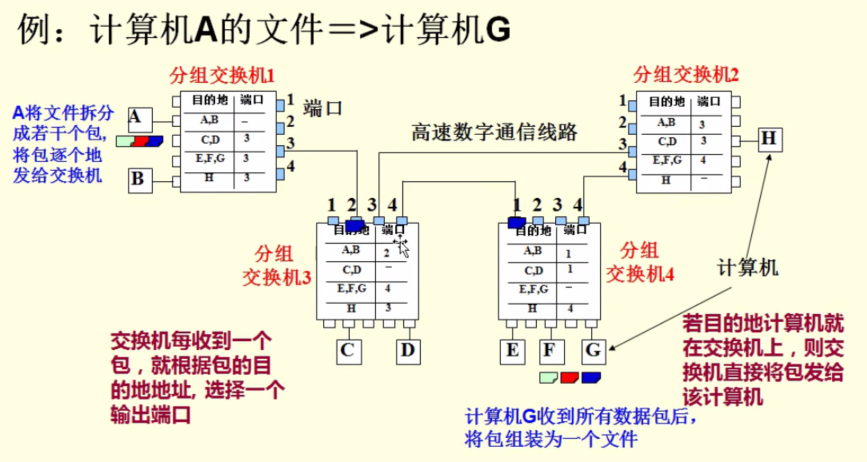 例：计算机A的文件＝>计算机G
分组交换机1
分组交换机2
A将文件拆分
成若干个包,
将包逐个地
发给交换机
A
B
目的地 端口
A,B –
C,D 3
E,F,G 3
H 3
1
2
3
4
端口
高速数字通信线路
1
2
3
4
目的地 端口
A,B 3
C,D 3
E,F,G 4
H –
H
1 2 3 4
目的地 端口
A,B 2
C,D –
E,F,G 4
H 3
分组
交换机3
C
D
1 2 3 4
目的地 端口
A,B 1
C,D 1
E,F,G –
H 4
分组
交换机4
E
F
G
计算机
交换机每收到一个
包，就根据包的目
的地地址, 选择一个
输出端口
若目的地计算机就
在交换机上，则交
换机直接将包发给
该计算机
计算机G收到所有数据包后，
将包组装为一个文件